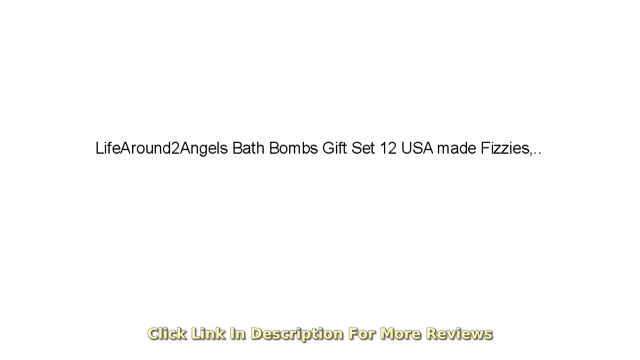 LifeAround2Angels Bath Bombs Gift Set 12 USA made Fizzies,..
Click Link In Description For More Reviews